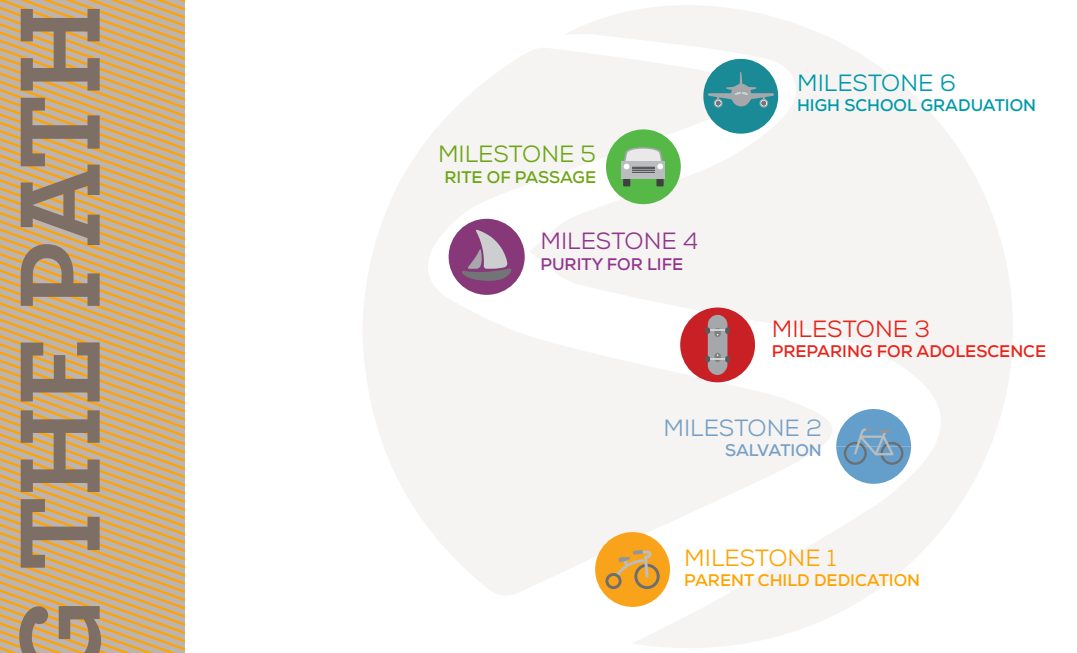 G THE PATH
MILESTONE 6
HIGH SCHOOL GRADUATION
MILESTONE 5
RITE OF PASSAGE
MILESTONE 4
PURITY FOR LIFE
MILESTONE 3
PREPARING FOR ADOLESCENCE
MILESTONE 2
SALVATION
MILESTONE 1
PARENT CHILD DEDICATION